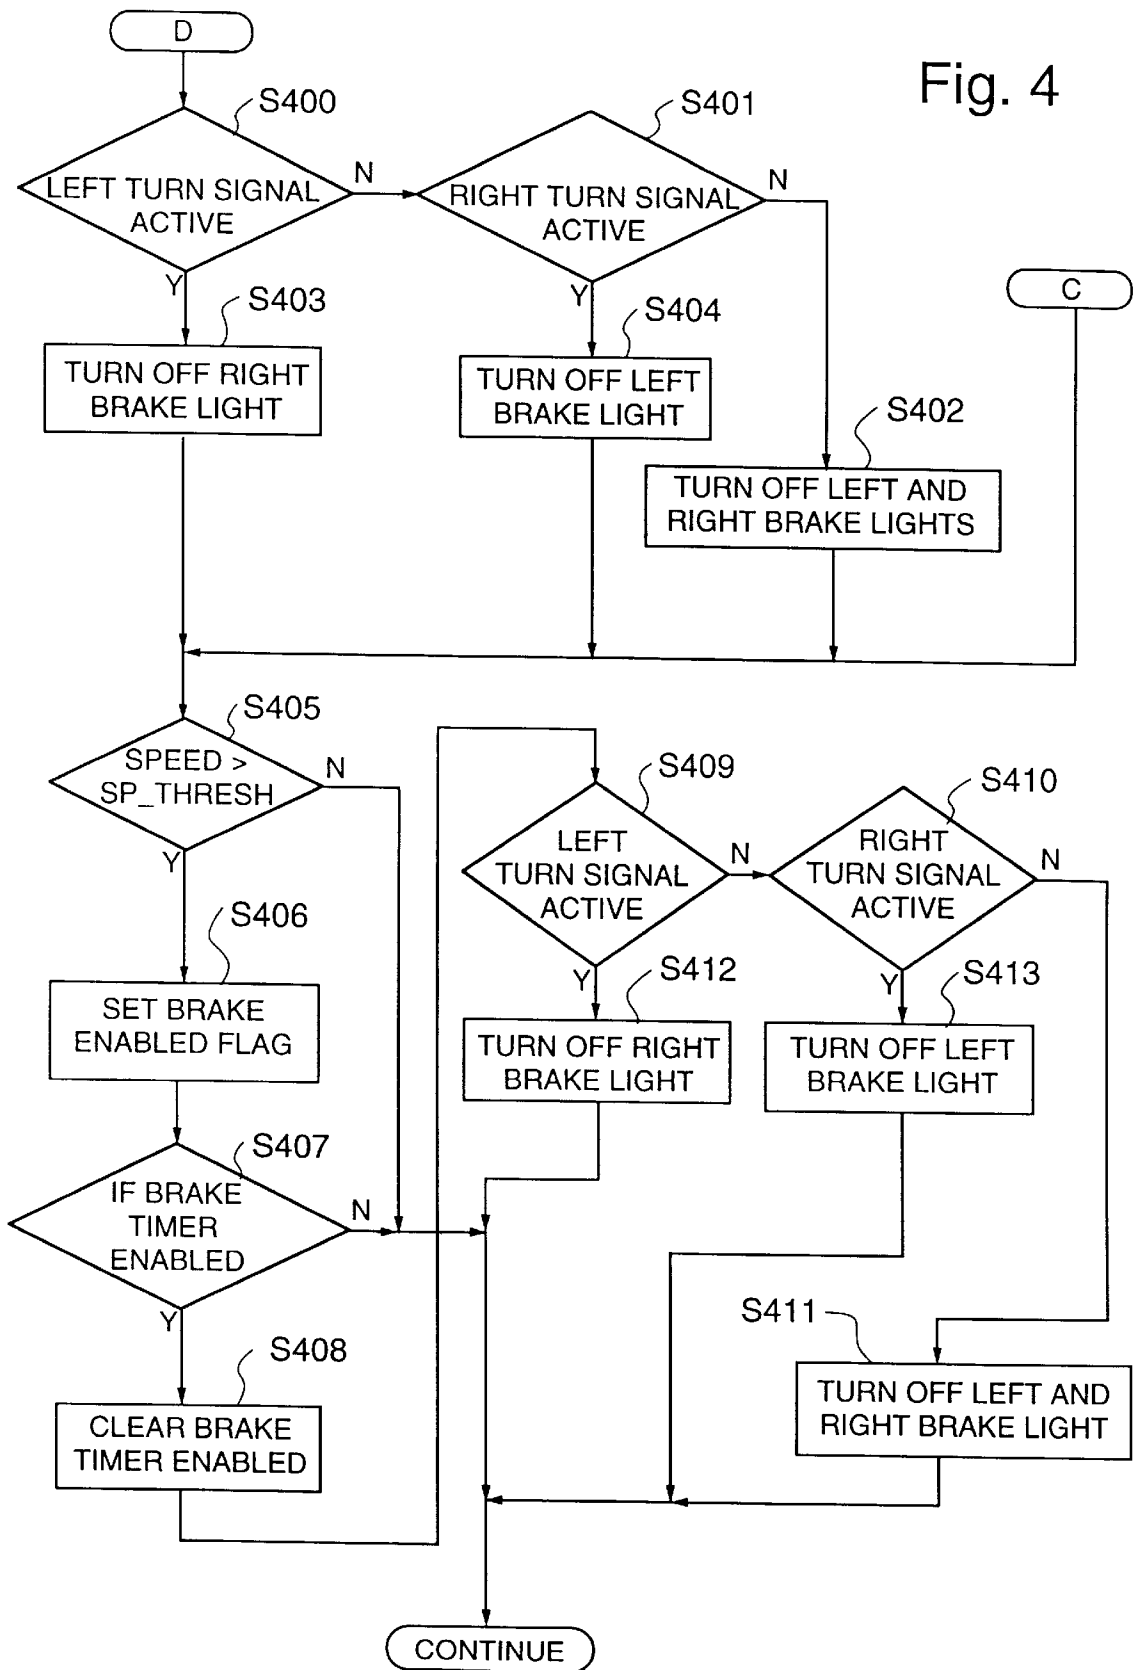 D
Fig. 4
S400
S401
LEFT TURN SIGNAL
ACTIVE
N
RIGHT TURN SIGNAL
ACTIVE
N
Y
Y
C
S403
S404
TURN OFF RIGHT
BRAKE LIGHT
TURN OFF LEFT
BRAKE LIGHT
S402
TURN OFF LEFT AND
RIGHT BRAKE LIGHTS
S405
SPEED >
SP_THRESH
N
Y
S409
S410
LEFT
TURN SIGNAL
ACTIVE
N
RIGHT
TURN SIGNAL
ACTIVE
N
Y
Y
S406
SET BRAKE
ENABLED FLAG
S412
S413
TURN OFF RIGHT
BRAKE LIGHT
TURN OFF LEFT
BRAKE LIGHT
S407
IF BRAKE
TIMER
ENABLED
N
Y
S411
TURN OFF LEFT AND
RIGHT BRAKE LIGHT
S408
CLEAR BRAKE
TIMER ENABLED
CONTINUE